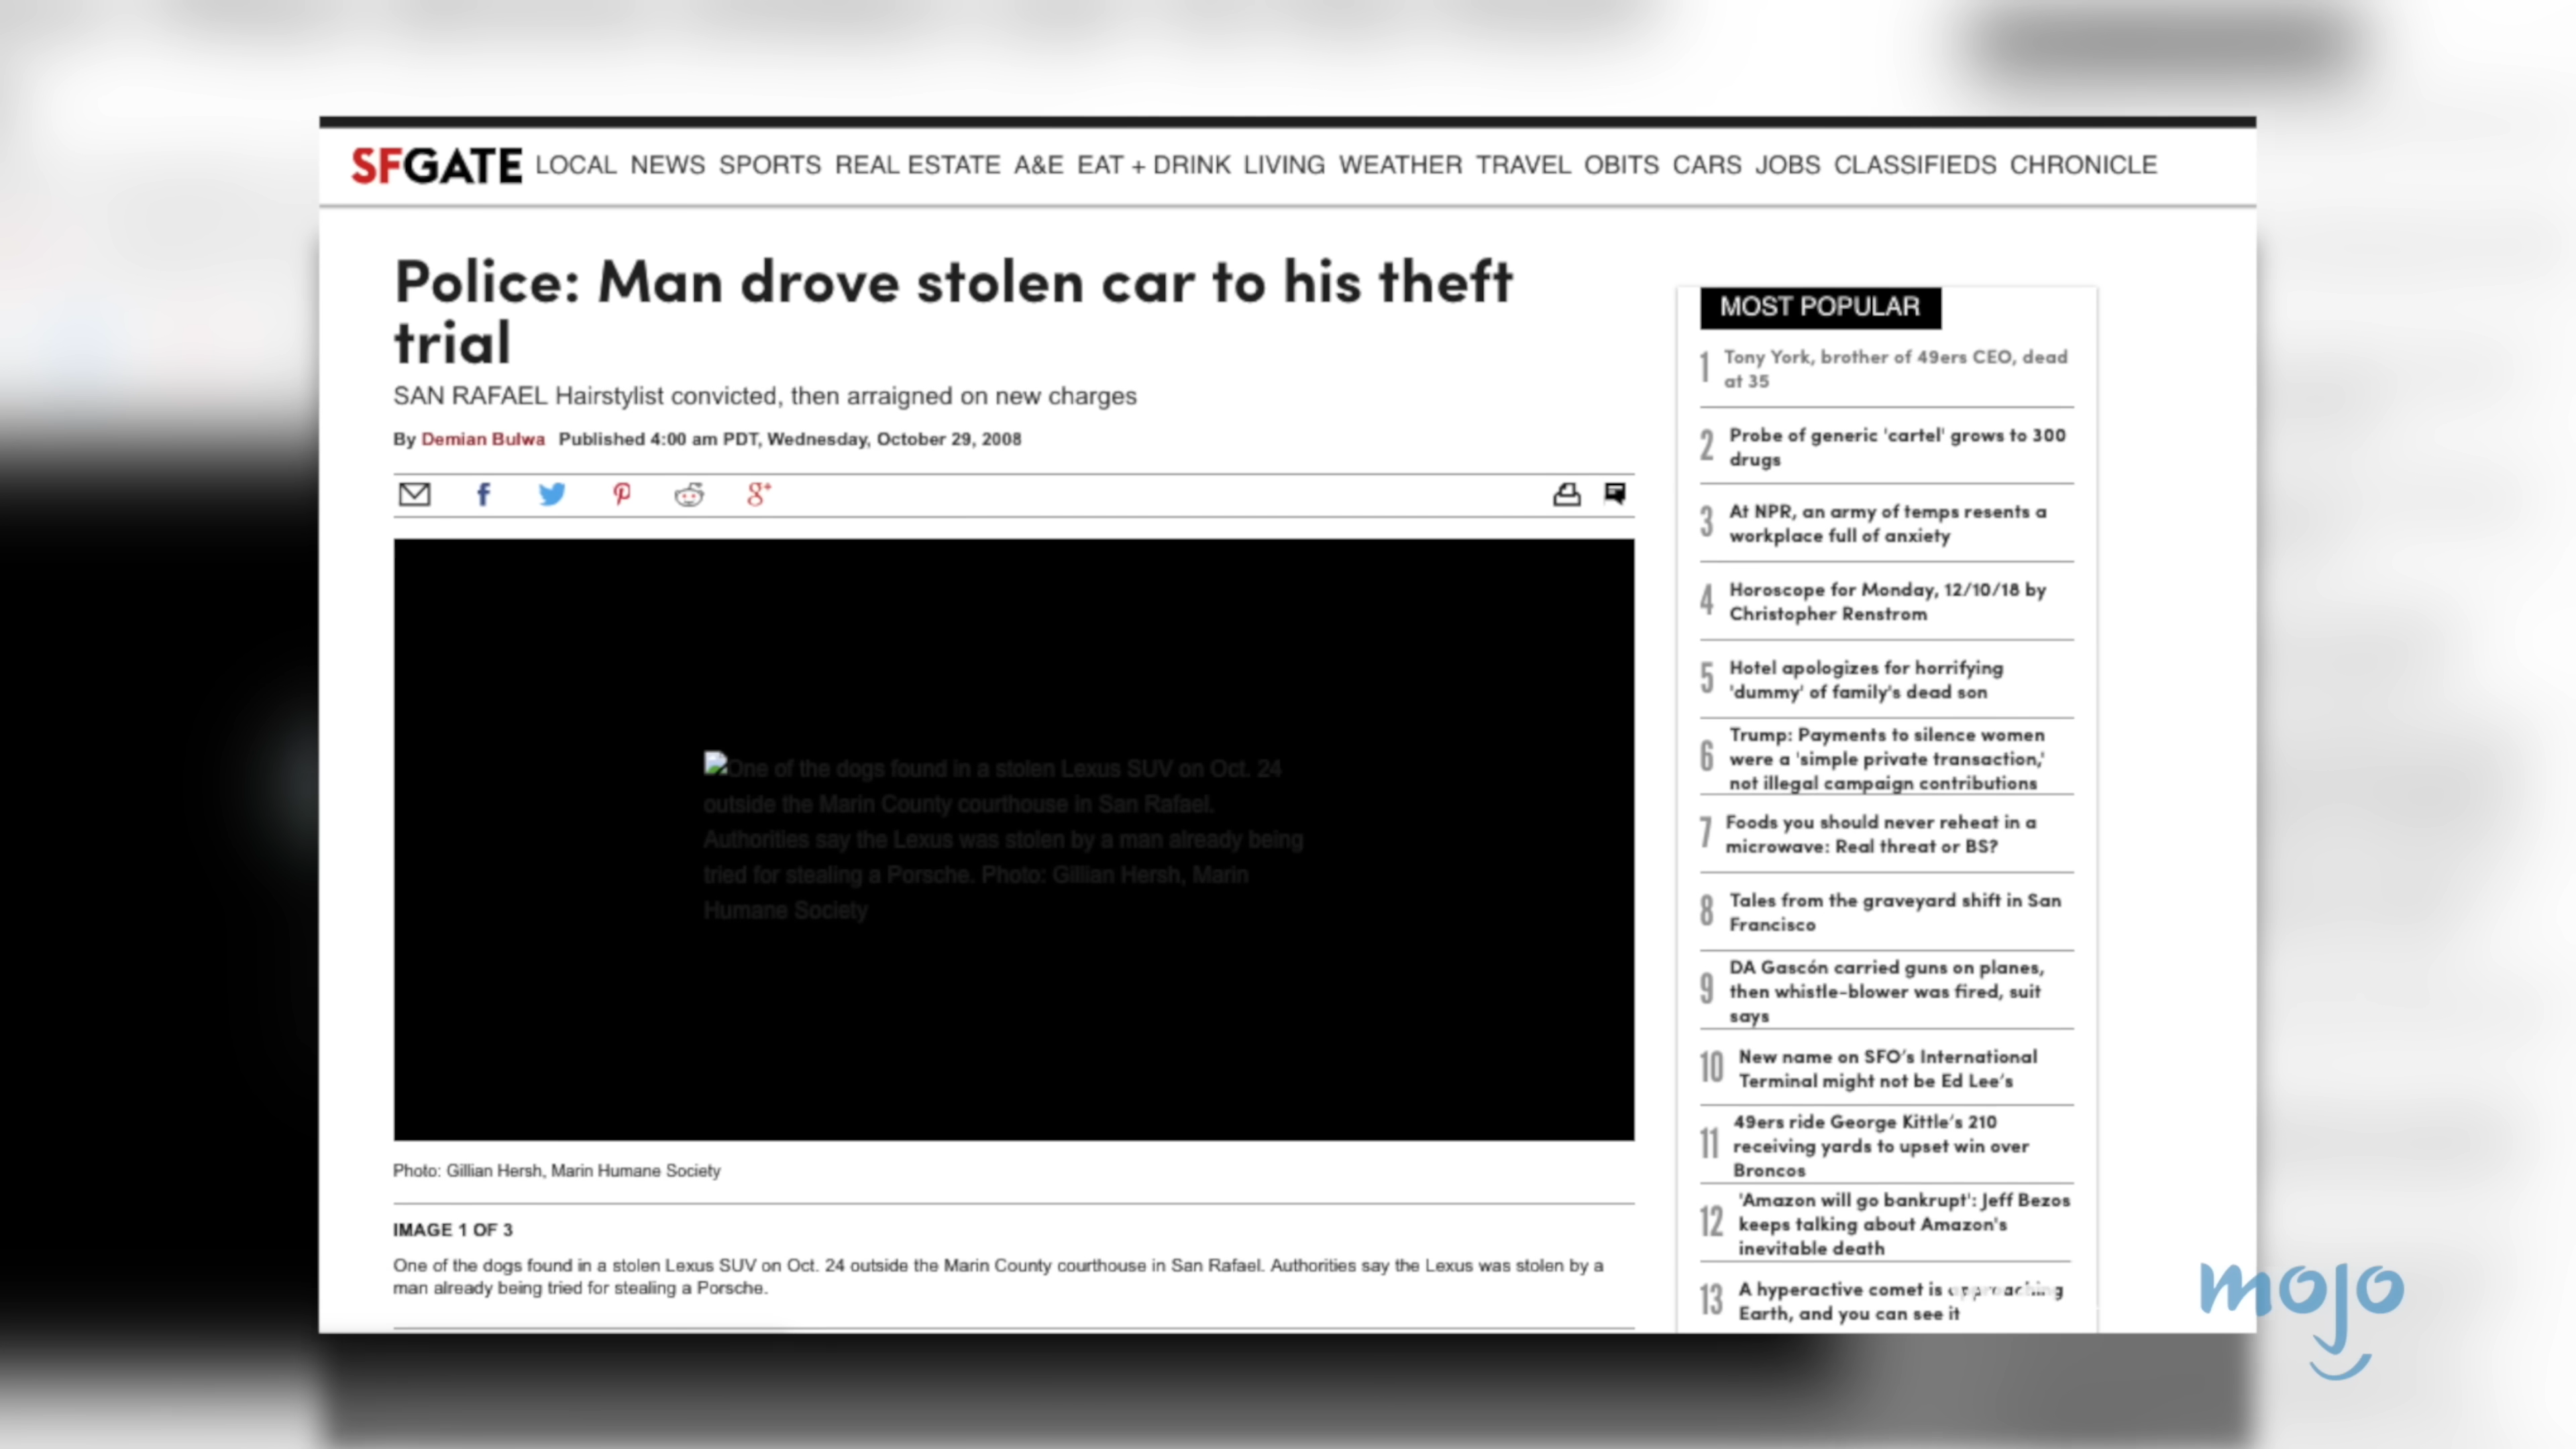 SFGATE LOCAL NEWS SPORTS REAL ESTATE A&E EAT + DRINK LIVING WEATHER TRAVEL OBITS CARS JOBS CLASSIFIEDS CHRONICLE
Police: Man drove stolen car to his theft
trial
SAN RAFAEL Hairstylist convicted, then arraigned on new charges
By Demian Bulwa Published 4:00 am PDT, Wednesday, October 29, 2008
One of the dogs found in a stolen Lexus SUV on Oct. 24
outside the Marin County courthouse in San Rafael.
Authorities say the Lexus was stolen by a man already being
tried for stealing a Porsche. Photo: Gillian Hersh, Marin
Humane Society
Photo: Gillian Hersh, Marin Humane Society
IMAGE 1 OF 3
One of the dogs found in a stolen Lexus SUV on Oct. 24 outside the Marin County courthouse in San Rafael. Authorities say the Lexus was stolen by a
man already being tried for stealing a Porsche.
MOST POPULAR
1 Tony York, brother of 49ers CEO, dead
at 35
2 Probe of generic 'cartel' grows to 300
drugs
3 At NPR, an army of temps resents a
workplace full of anxiety
4 Horoscope for Monday, 12/10/18 by
Christopher Renstrom
5 Hotel apologizes for horrifying
'dummy' of family's dead son
6 Trump: Payments to silence women
were a 'simple private transaction,'
not illegal campaign contributions
7 Foods you should never reheat in a
microwave: Real threat or BS?
8 Tales from the graveyard shift in San
Francisco
9 DA Gascón carried guns on planes,
then whistle-blower was fired, suit
says
10 New name on SFO's International
Terminal might not be Ed Lee's
11 49ers ride George Kittle's 210
receiving yards to upset win over
Broncos
12 'Amazon will go bankrupt': Jeff Bezos
keeps talking about Amazon's
inevitable death
13 A hyperactive comet is approaching
Earth, and you can see it
mojo